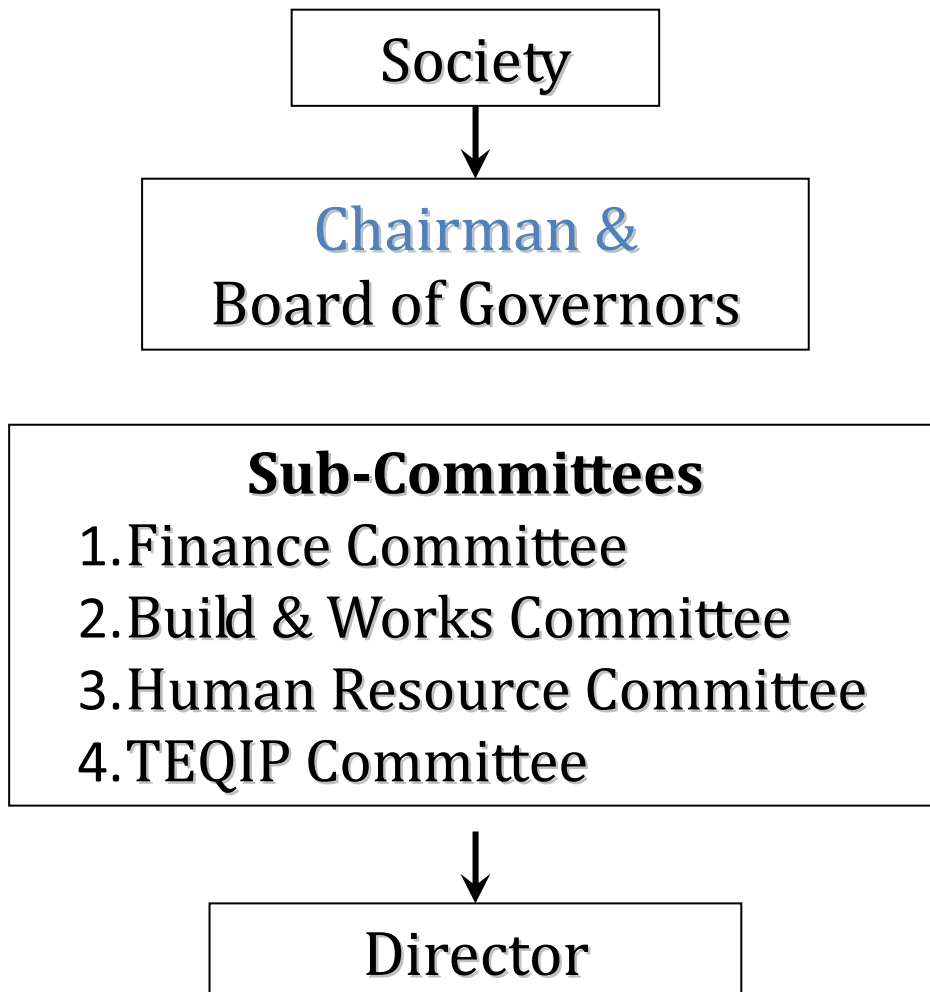 Society
Chairman &
Board of Governors
Sub-Committees
1. Finance Committee
2. Build & Works Committee
3. Human Resource Committee
4. TEQIP Committee
Director